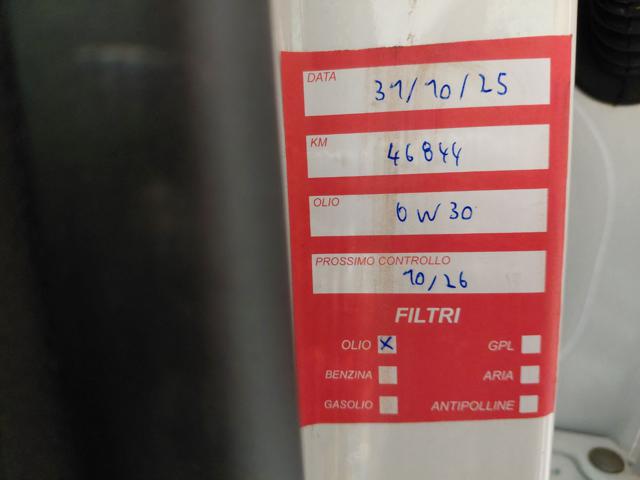 DATA
31/10/25
KM
46844
OLIO
0W30
PROSSIMO CONTROLLO
10/26
FILTRI
OLIO X GPL
BENZINA ARIA
GASOLIO ANTIPOLLINE